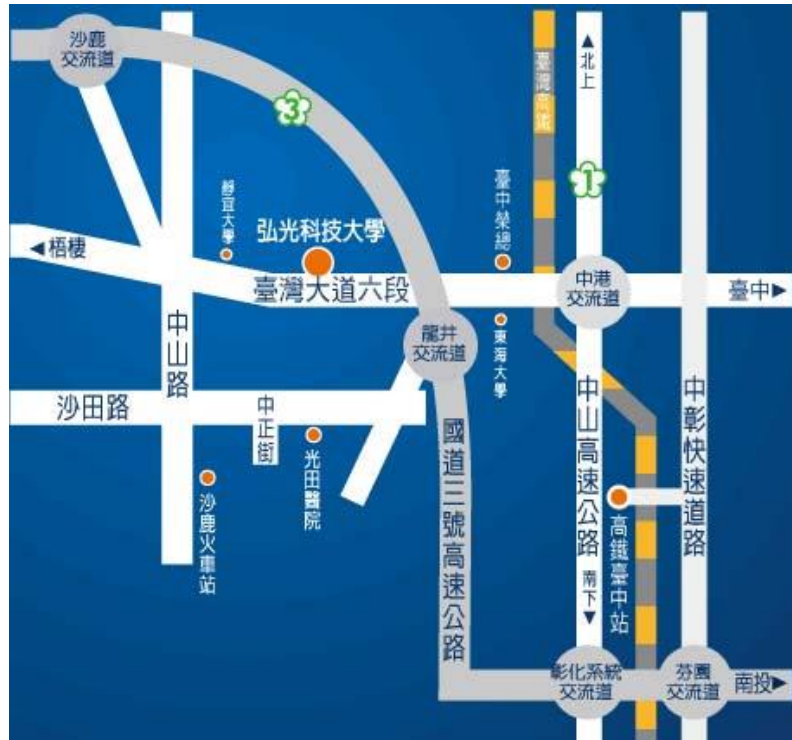 沙鹿
交流道
3
臺灣高鐵
▲北上
1
靜宜大學
弘光科技大學
臺中榮總
◀梧棲
臺灣大道六段
中港
交流道
臺中▶
中山路
龍井
交流道
東海大學
沙田路
中正街
光田醫院
沙鹿火車站
國道三號高速公路
中山高速公路
中彰快速道路
高鐵臺中站
南下▼
彰化系統
交流道
芬園
交流道
南投▶